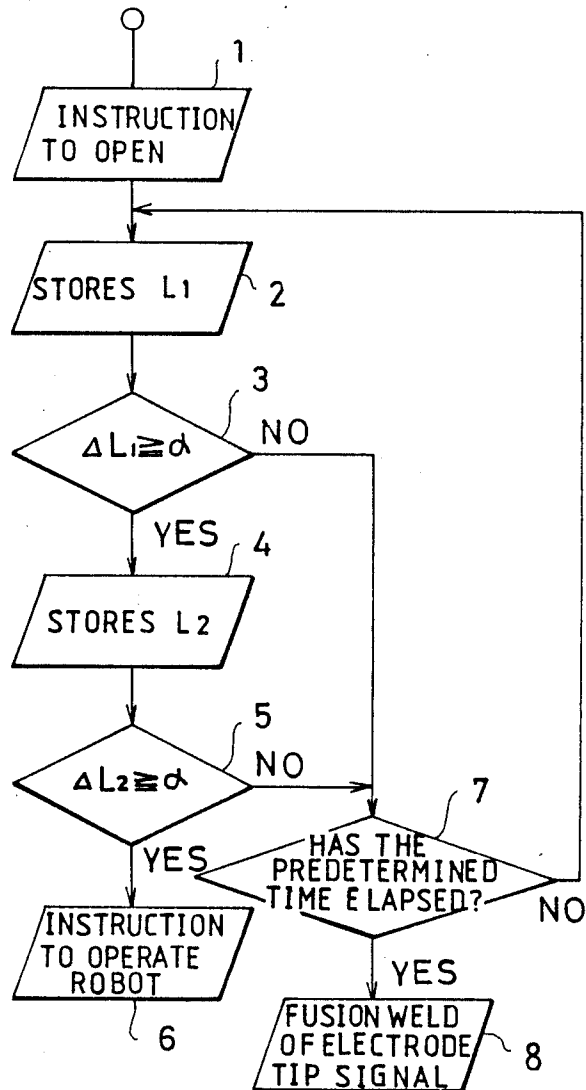 1
INSTRUCTION
TO OPEN
STORES L1
2
3
ΔL1≧α
NO
YES
4
STORES L2
5
ΔL2≧α
NO
7
YES
HAS THE
PREDETERMINED
TIME ELAPSED?
NO
INSTRUCTION
TO OPERATE
ROBOT
6
YES
FUSION WELD
OF ELECTRODE
TIP SIGNAL
8